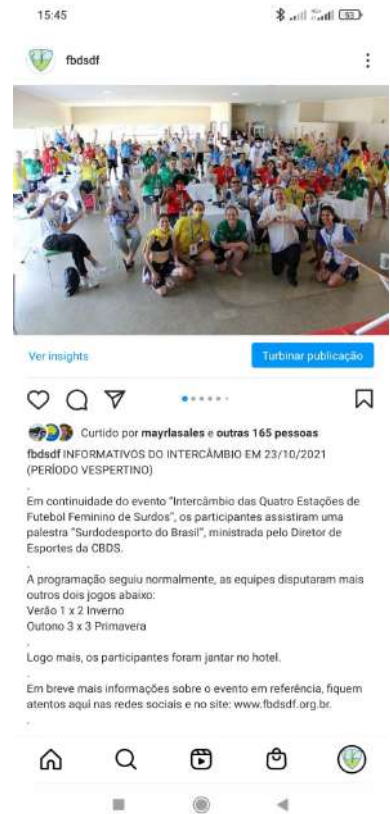 15:45
53
fbdsdf
Ver insights
Turbinar publicação
Curtido por mayrlasales e outras 165 pessoas
fbdsdf INFORMATIVOS DO INTERCÂMBIO EM 23/10/2021
(PERÍODO VESPERTINO)
.
Em continuidade do evento "Intercâmbio das Quatro Estações de
Futebol Feminino de Surdos", os participantes assistiram uma
palestra "Surdodesporto do Brasil", ministrada pelo Diretor de
Esportes da CBDS.
.
A programação seguiu normalmente, as equipes disputaram mais
outros dois jogos abaixo:
Verão 1 x 2 Inverno
Outono 3 x 3 Primavera
.
Logo mais, os participantes foram jantar no hotel.
.
Em breve mais informações sobre o evento em referência, fiquem
atentos aqui nas redes sociais e no site: www.fbdsdf.org.br.
.